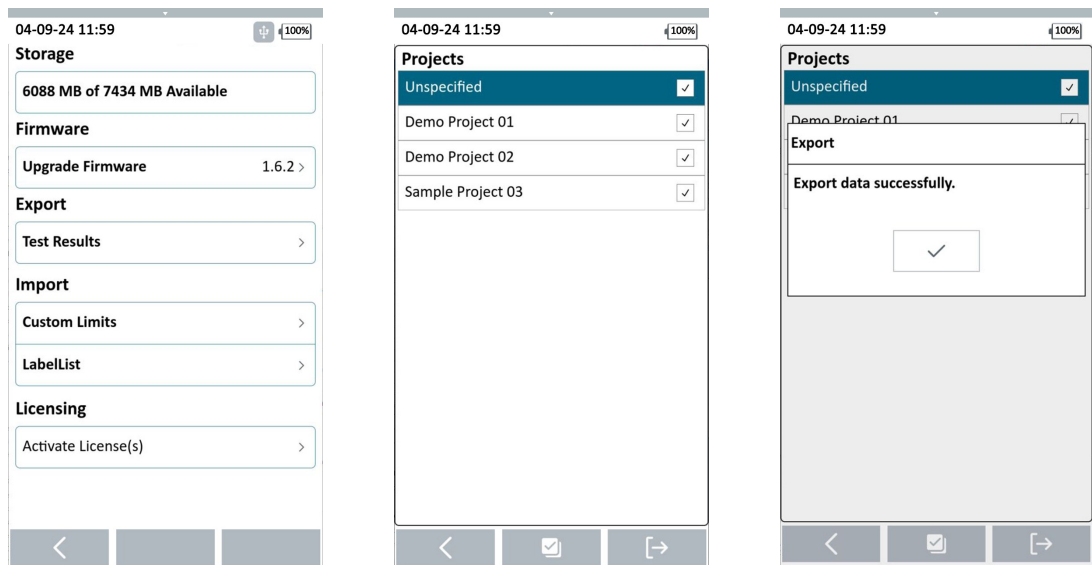 04-09-24 11:59 100%
Storage
6088 MB of 7434 MB Available
Firmware
Upgrade Firmware 1.6.2 >
Export
Test Results >
Import
Custom Limits >
LabelList >
Licensing
Activate License(s) >
04-09-24 11:59 100%
Projects
Unspecified
Demo Project 01
Demo Project 02
Sample Project 03
04-09-24 11:59 100%
Projects
Unspecified
Demo Project 01
Export
Export data successfully.